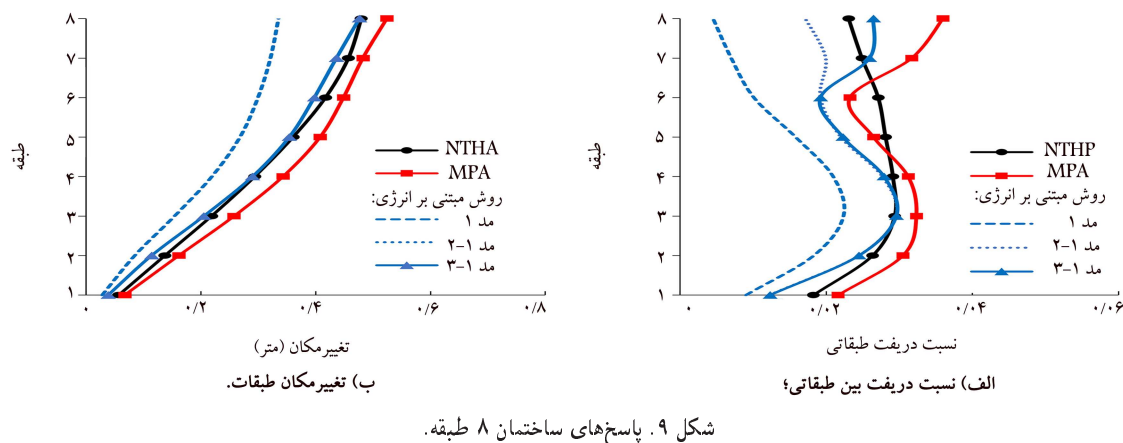 ۸
۷
۶
۵
۴
۳
۲
۱
طبقه
NTHP
MPA
روش مبتنی بر انرژی:
مد ۱
مد ۱-۲
مد ۱-۳
۰ ۰/۰۲ ۰/۰۴ ۰/۰۶
نسبت دریفت طبقاتی
الف) نسبت دریفت بین طبقاتی؛
۸
۷
۶
۵
۴
۳
۲
۱
طبقه
NTHA
MPA
روش مبتنی بر انرژی:
مد ۱
مد ۱-۲
مد ۱-۳
۰ ۰/۲ ۰/۴ ۰/۶ ۰/۸
تغییرمکان (متر)
ب) تغییرمکان طبقات.
شکل ۹. پاسخ‌های ساختمان ۸ طبقه.